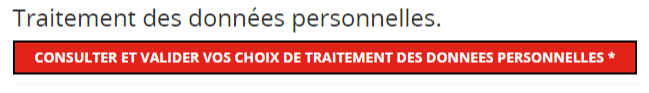 Traitement des données personnelles.
CONSULTER ET VALIDER VOS CHOIX DE TRAITEMENT DES DONNEES PERSONNELLES *